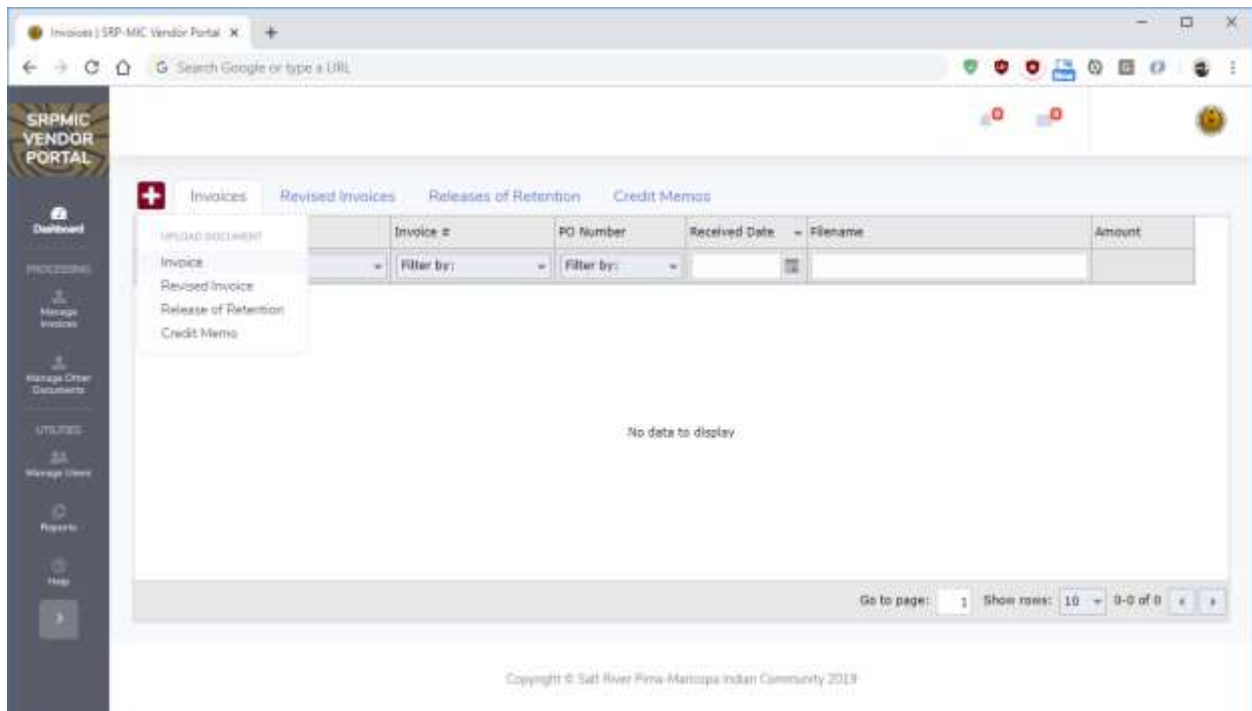 Invoices | SRP-MIC Vendor Portal
Search Google or type a URL
SRPMIC
VENDOR
PORTAL
0 0
Invoices Revised Invoices Releases of Retention Credit Memos
Dashboard
UPLOAD DOCUMENT Invoice # PO Number Received Date Filename Amount
Invoice Filter by: Filter by:
PROCESSING
Revised Invoice
Manage
Invoices
Release of Retention
Credit Memo
Manage Other
Documents
UTILITIES
No data to display
Manage Users
Reports
Help
Go to page: 1 Show rows: 10 0-0 of 0
Copyright © Salt River Pima-Maricopa Indian Community 2019